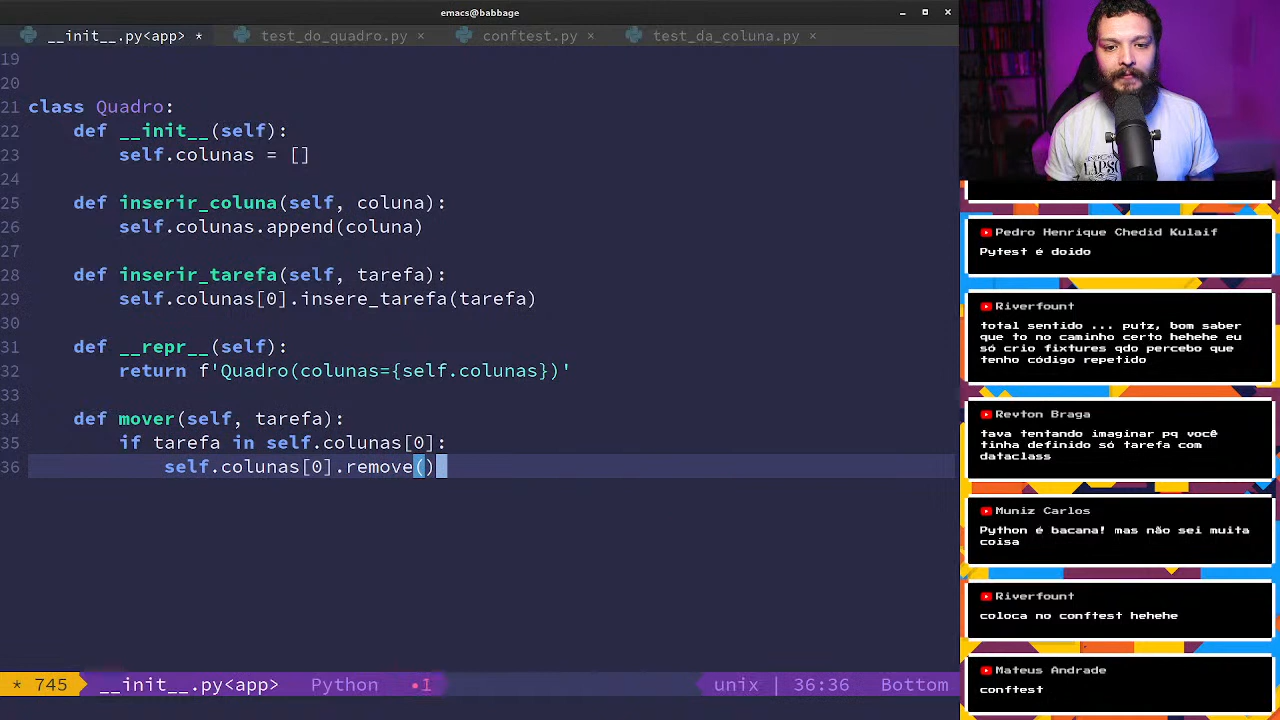 emacs@babbage
__init__.py<app> *
test_do_quadro.py ×
conftest.py ×
test_da_coluna.py ×
19
20
21 class Quadro:
22     def __init__(self):
23         self.colunas = []
24
25     def inserir_coluna(self, coluna):
26         self.colunas.append(coluna)
27
28     def inserir_tarefa(self, tarefa):
29         self.colunas[0].insere_tarefa(tarefa)
30
31     def __repr__(self):
32         return f'Quadro(colunas={self.colunas})'
33
34     def mover(self, tarefa):
35         if tarefa in self.colunas[0]:
36             self.colunas[0].remove()
* 745 __init__.py<app> Python •1 unix | 36:36 Bottom
LAPS
Pedro Henrique Chedid Kulaif
Pytest é doido
Riverfount
total sentido ... putz, bom saber
que to no caminho certo hehehe eu
só crio fixtures qdo percebo que
tenho código repetido
Revton Braga
tava tentando imaginar pq você
tinha definido só tarefa com
dataclass
Muniz Carlos
Python é bacana! mas não sei muita
coisa
Riverfount
coloca no conftest hehehe
Mateus Andrade
conftest